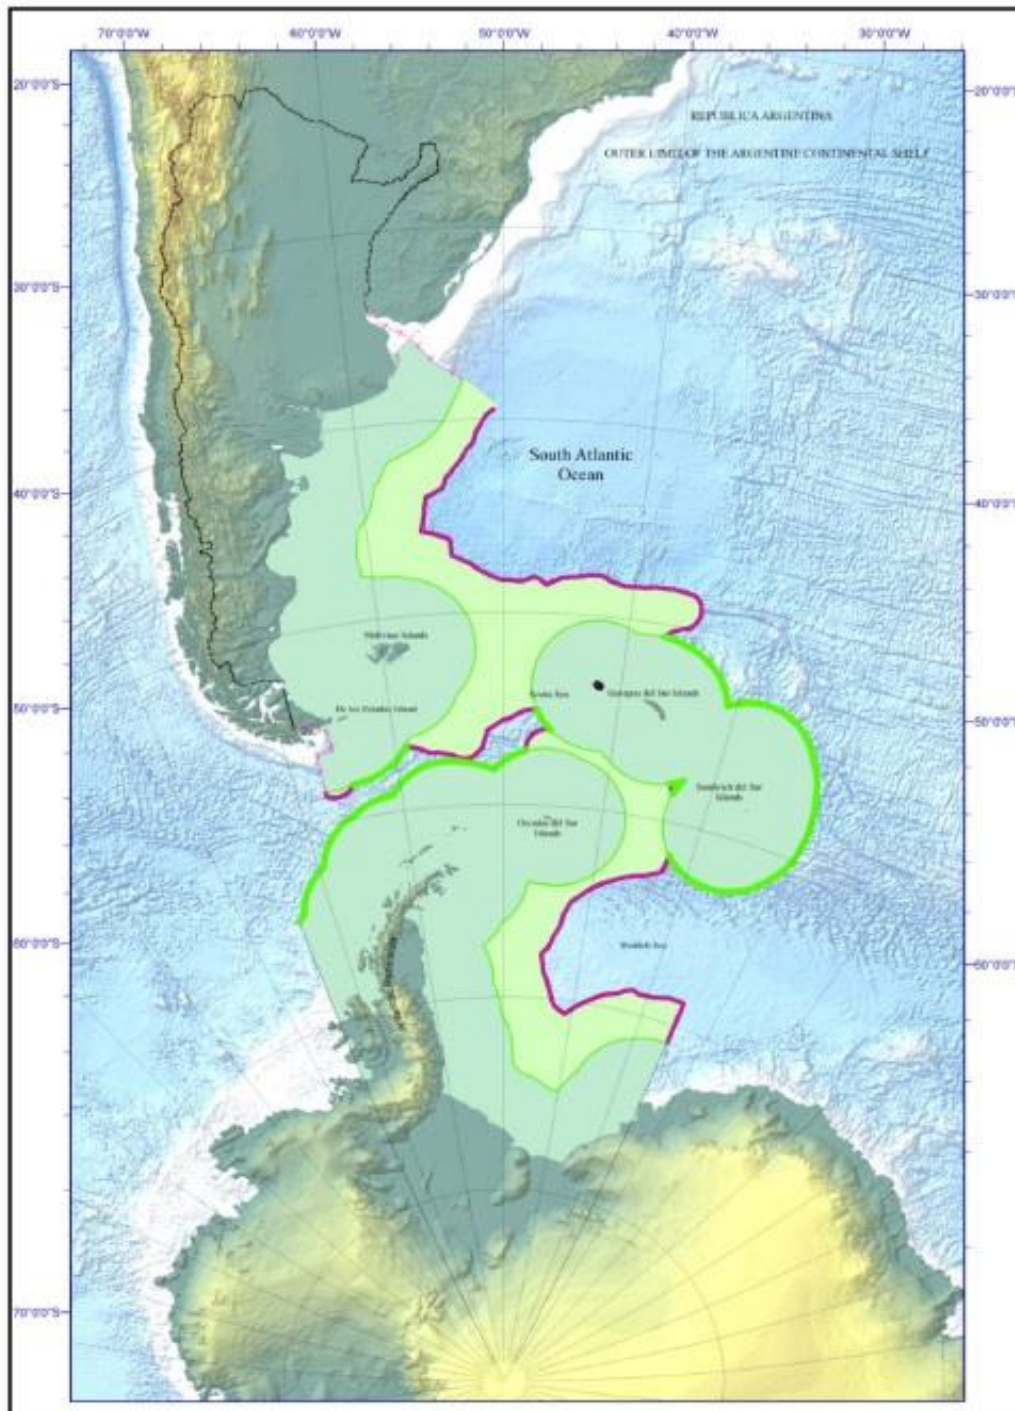 70°0'0"W
60°0'0"W
50°0'0"W
40°0'0"W
30°0'0"W
20°0'0"S
20°0'0"S
REPUBLICA ARGENTINA
OUTER LIMIT OF THE ARGENTINE CONTINENTAL SHELF
30°0'0"S
30°0'0"S
South Atlantic
Ocean
40°0'0"S
40°0'0"S
Malvinas Islands
Scotia Sea
Georgias del Sur Islands
De los Estados Island
50°0'0"S
50°0'0"S
Sandwich del Sur
Islands
Orcadas del Sur
Islands
Weddell Sea
60°0'0"S
60°0'0"S
70°0'0"S